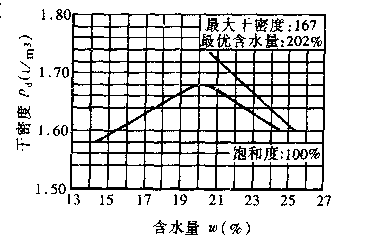 1.80
最大干密度:167
最优含水量:202%
1.70
干密度 ρd(t/m³)
1.60
饱和度:100%
1.50
13 15 17 19 21 23 25 27
含水量 w(%)